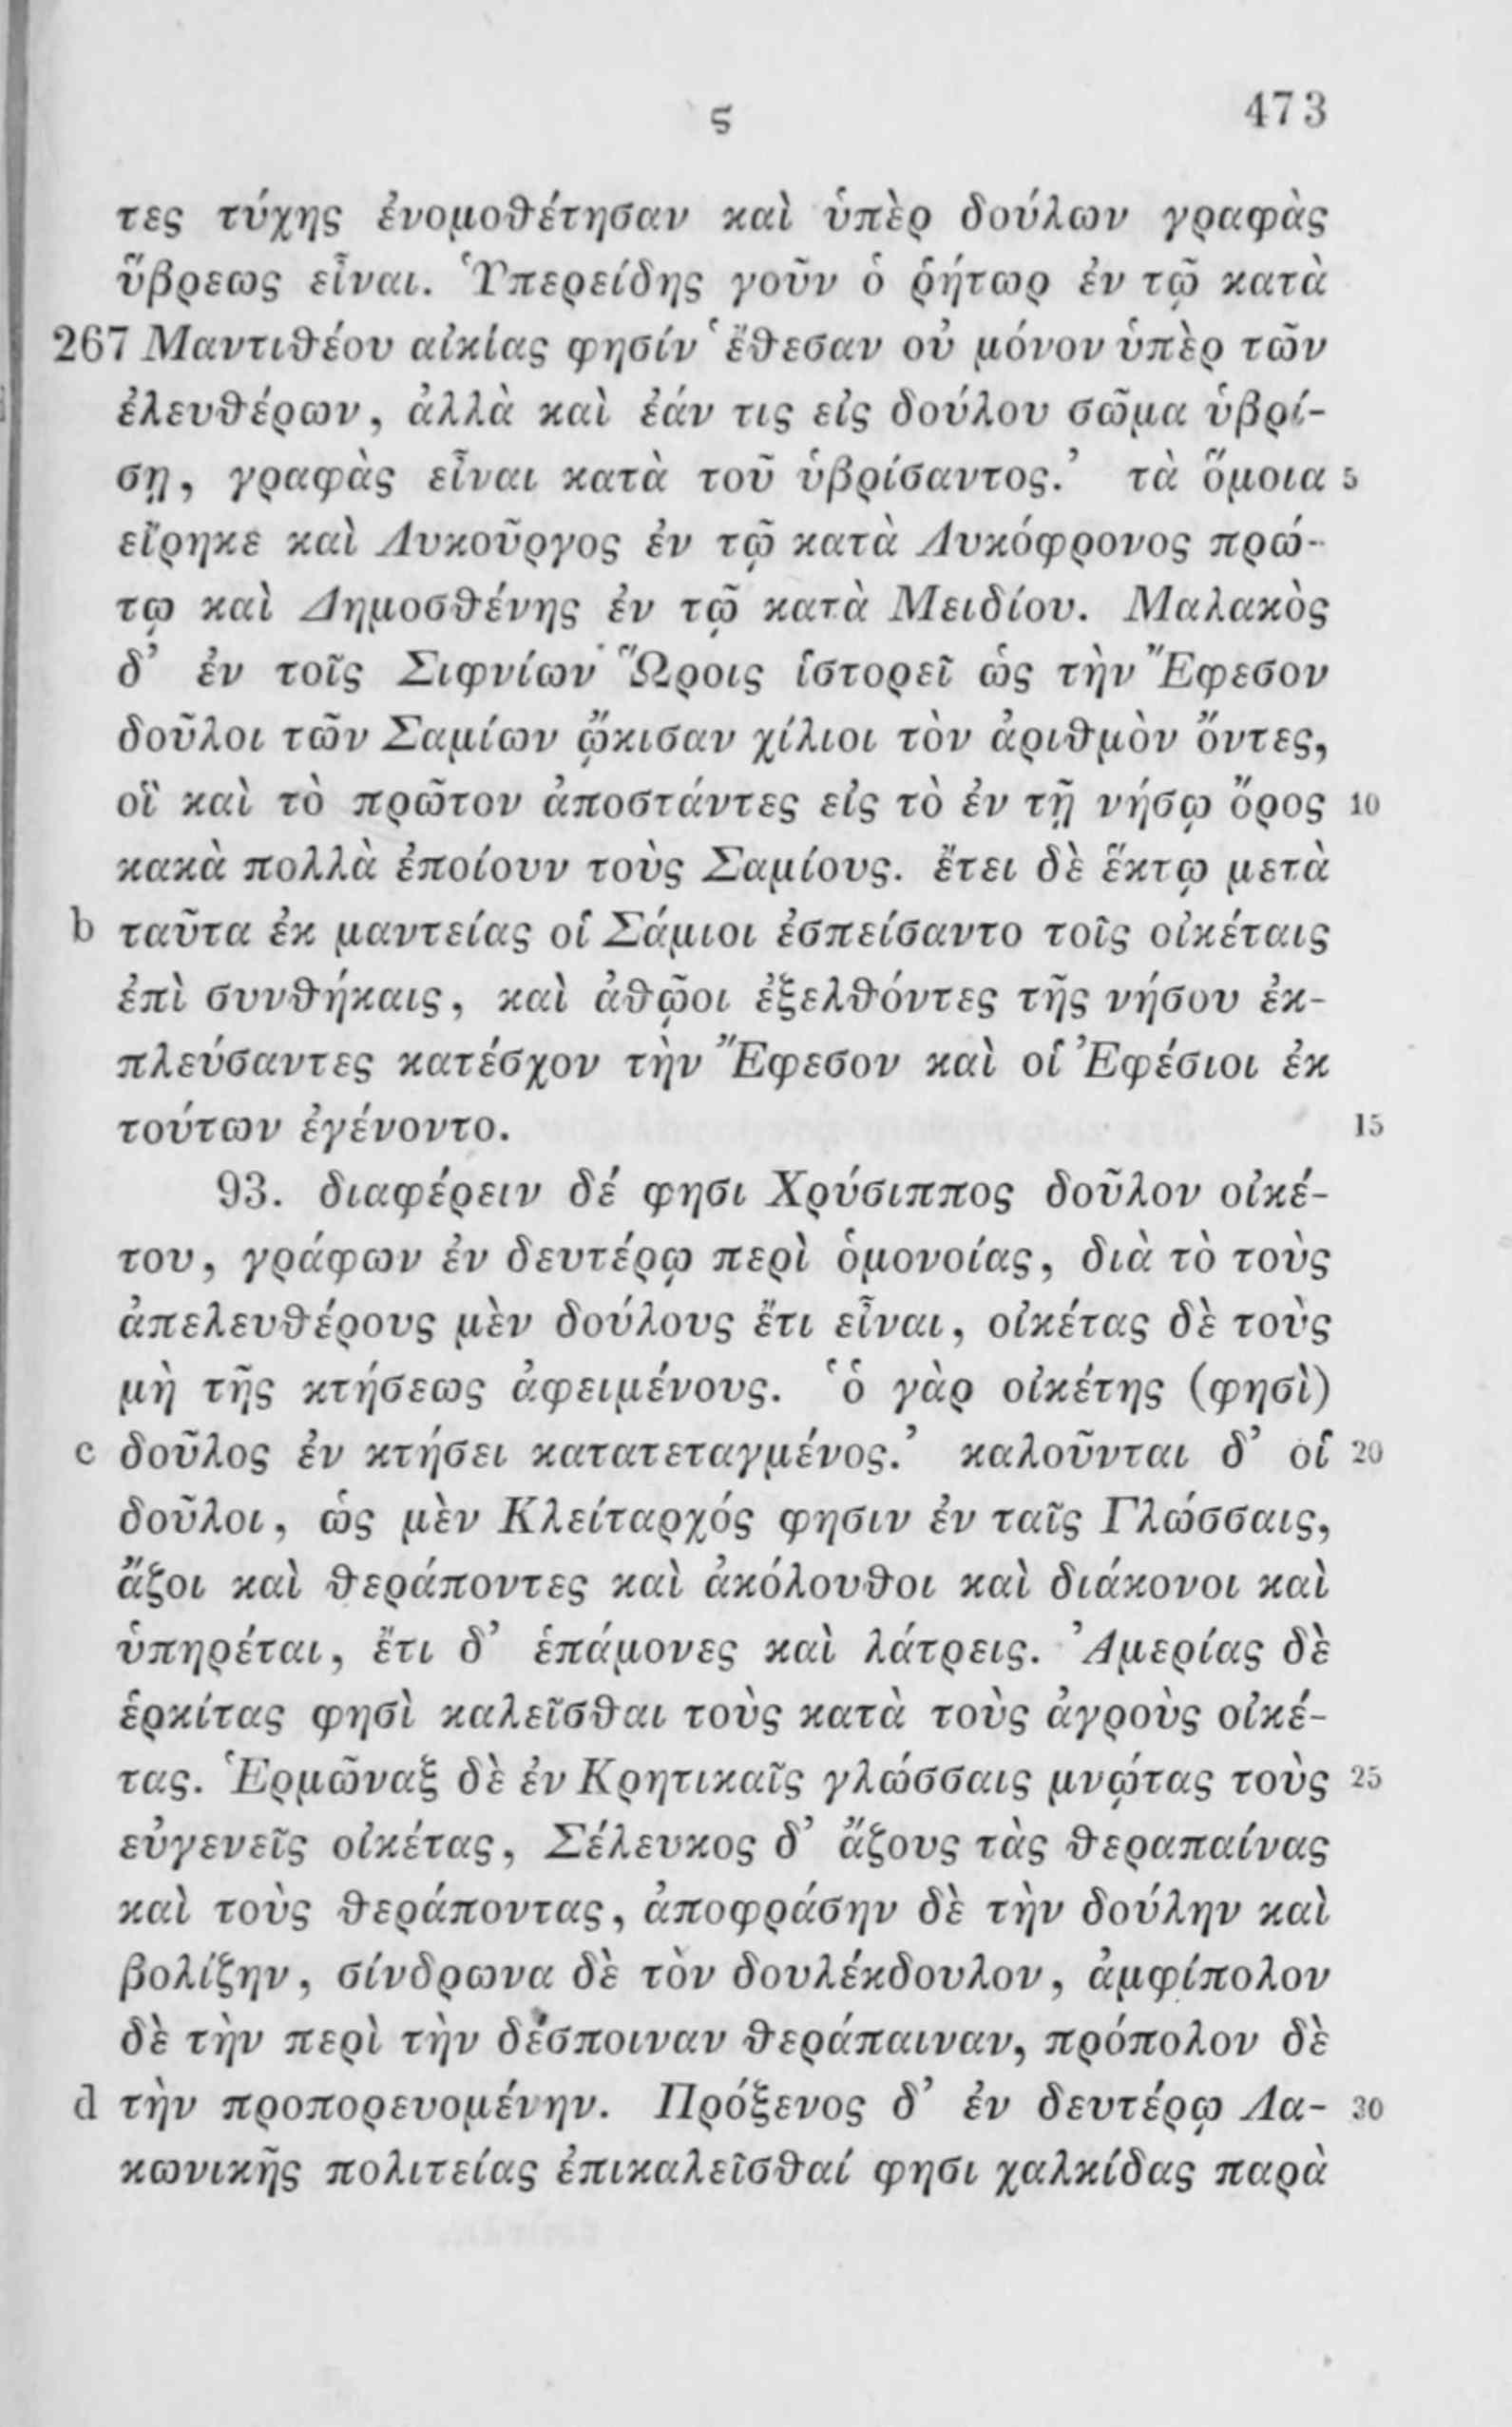 ς 473
τες τύχης ἐνομοθέτησαν καὶ ὑπὲρ δούλων γραφὰς
ὕβρεως εἶναι. Ὑπερείδης γοῦν ὁ ῥήτωρ ἐν τῷ κατὰ
267 Μαντιθέου αἰκίας φησίν ‘ἔθεσαν οὐ μόνον ὑπὲρ τῶν
ἐλευθέρων, ἀλλὰ καὶ ἐάν τις εἰς δούλου σῶμα ὑβρί-
σῃ, γραφὰς εἶναι κατὰ τοῦ ὑβρίσαντος.’ τὰ ὅμοια 5
εἴρηκε καὶ Λυκοῦργος ἐν τῷ κατὰ Λυκόφρονος πρώ-
τῳ καὶ Δημοσθένης ἐν τῷ κατὰ Μειδίου. Μαλακὸς
δ’ ἐν τοῖς Σιφνίων Ὥροις ἱστορεῖ ὡς τὴν Ἔφεσον
δοῦλοι τῶν Σαμίων ᾤκισαν χίλιοι τὸν ἀριθμὸν ὄντες,
οἳ καὶ τὸ πρῶτον ἀποστάντες εἰς τὸ ἐν τῇ νήσῳ ὄρος 10
κακὰ πολλὰ ἐποίουν τοὺς Σαμίους. ἔτει δὲ ἕκτῳ μετὰ
b ταῦτα ἐκ μαντείας οἱ Σάμιοι ἐσπείσαντο τοῖς οἰκέταις
ἐπὶ συνθήκαις, καὶ ἀθῷοι ἐξελθόντες τῆς νήσου ἐκ-
πλεύσαντες κατέσχον τὴν Ἔφεσον καὶ οἱ Ἐφέσιοι ἐκ
τούτων ἐγένοντο. 15
93. διαφέρειν δέ φησι Χρύσιππος δοῦλον οἰκέ-
του, γράφων ἐν δευτέρῳ περὶ ὁμονοίας, διὰ τὸ τοὺς
ἀπελευθέρους μὲν δούλους ἔτι εἶναι, οἰκέτας δὲ τοὺς
μὴ τῆς κτήσεως ἀφειμένους. ‘ὁ γὰρ οἰκέτης (φησὶ)
c δοῦλος ἐν κτήσει κατατεταγμένος.’ καλοῦνται δ’ οἱ 20
δοῦλοι, ὡς μὲν Κλείταρχός φησιν ἐν ταῖς Γλώσσαις,
ἄζοι καὶ θεράποντες καὶ ἀκόλουθοι καὶ διάκονοι καὶ
ὑπηρέται, ἔτι δ’ ἑπάμονες καὶ λάτρεις. Ἀμερίας δὲ
ἑρκίτας φησὶ καλεῖσθαι τοὺς κατὰ τοὺς ἀγροὺς οἰκέ-
τας. Ἑρμῶναξ δὲ ἐν Κρητικαῖς γλώσσαις μνῴτας τοὺς 25
εὐγενεῖς οἰκέτας, Σέλευκος δ’ ἄζους τὰς θεραπαίνας
καὶ τοὺς θεράποντας, ἀποφράσην δὲ τὴν δούλην καὶ
βολίζην, σίνδρωνα δὲ τὸν δουλέκδουλον, ἀμφίπολον
δὲ τὴν περὶ τὴν δέσποιναν θεράπαιναν, πρόπολον δὲ
d τὴν προπορευομένην. Πρόξενος δ’ ἐν δευτέρῳ Λα- 30
κωνικῆς πολιτείας ἐπικαλεῖσθαί φησι χαλκίδας παρὰ